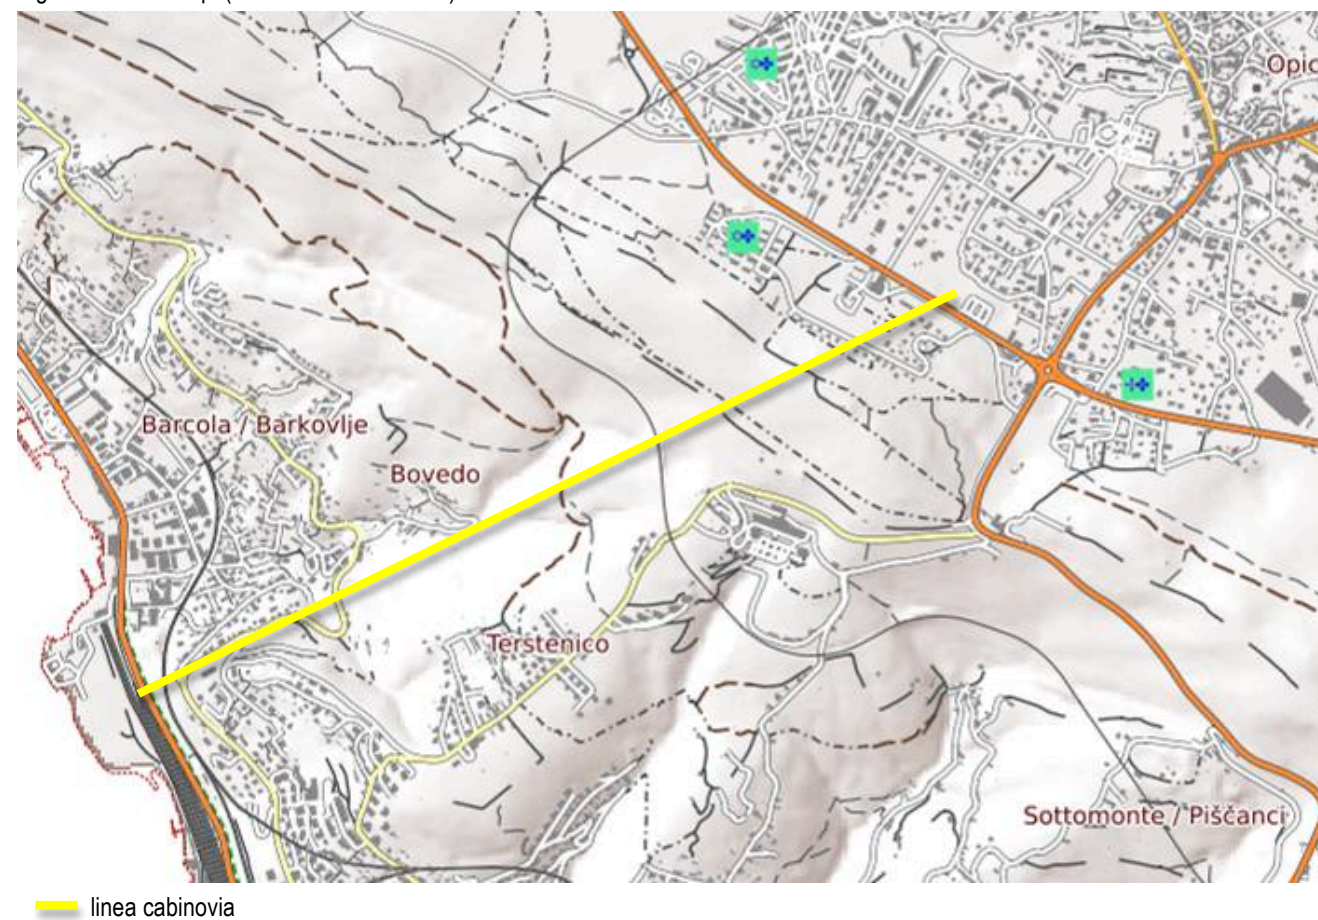 Opic
Barcola / Barkovlje
Bovedo
Terstenico
Sottomonte / Piščanci
linea cabinovia